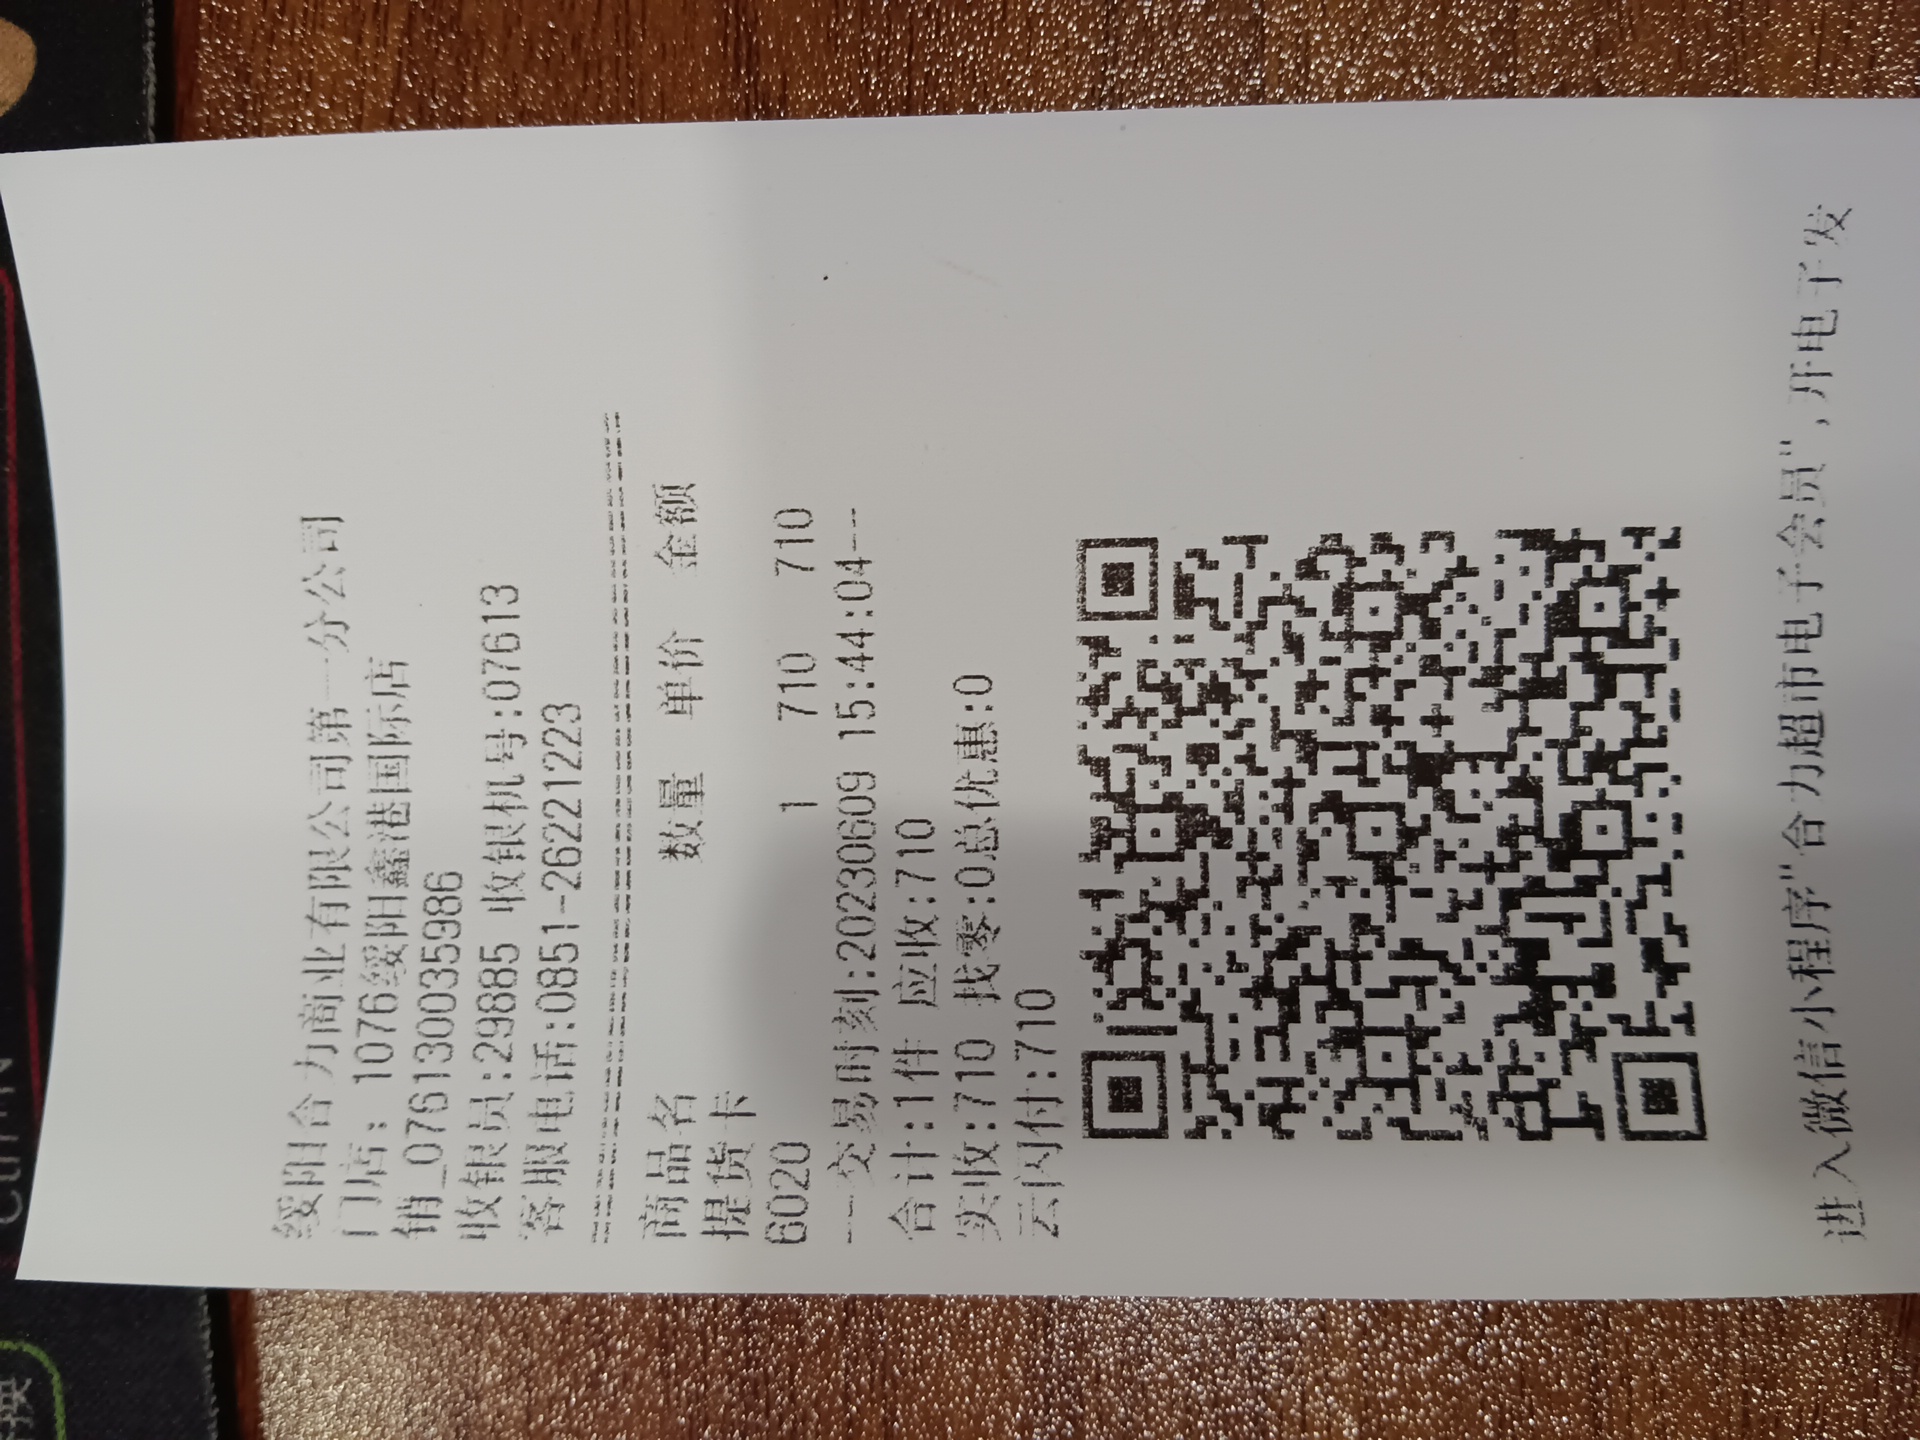 绥阳合力商业有限公司第一分公司
门店: 1076绥阳鑫港国际店
销_0761300035986
收银员:29885 收银机号:07613
客服电话:0851-26221223
商品名 数量 单价 金额
提货卡
60020 1 710 710
---交易时刻:20230609 15:44:04---
合计:1件 应收:710
实收:710 找零:0总优惠:0
云闪付:710
进入微信小程序"合力超市电子会员", 开电子发